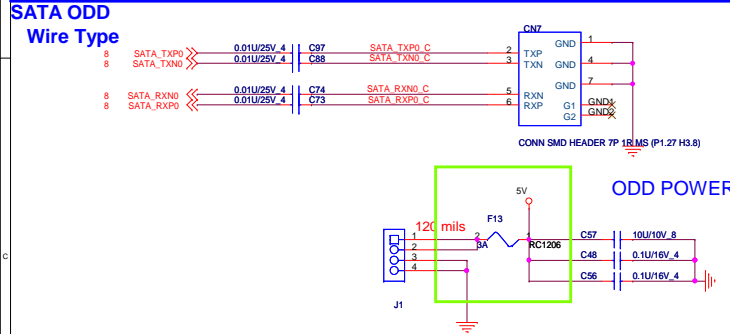 SATA ODD
Wire Type
CN7
8 SATA_TXP0 0.01U/25V_4 C97 SATA_TXP0_C 2 TXP GND 1
8 SATA_TXN0 0.01U/25V_4 C88 SATA_TXN0_C 3 TXN GND 4
GND 7
8 SATA_RXN0 0.01U/25V_4 C74 SATA_RXN0_C 5 RXN
8 SATA_RXP0 0.01U/25V_4 C73 SATA_RXP0_C 6 RXP
G1 GND1
G2 GND2
CONN SMD HEADER 7P 1R MS (P1.27 H3.8)
5V
ODD POWER
120 mils
F13
1 2 3A 1 RC1206 C57 10U/10V_8
2
3 C48 0.1U/16V_4
4 C56 0.1U/16V_4
J1
C